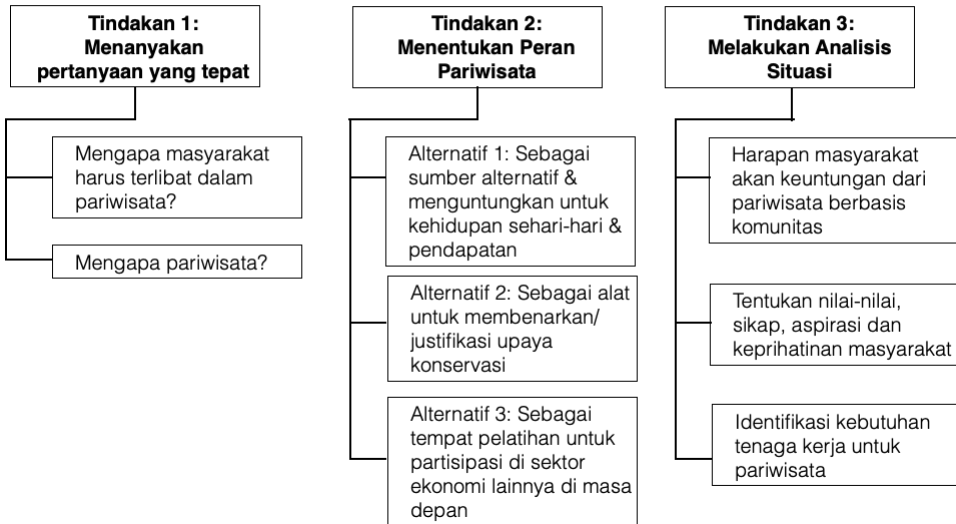 Tindakan 1:
Menanyakan
pertanyaan yang tepat
Mengapa masyarakat
harus terlibat dalam
pariwisata?
Mengapa pariwisata?
Tindakan 2:
Menentukan Peran
Pariwisata
Alternatif 1: Sebagai
sumber alternatif &
menguntungkan untuk
kehidupan sehari-hari &
pendapatan
Alternatif 2: Sebagai alat
untuk membenarkan/
justifikasi upaya
konservasi
Alternatif 3: Sebagai
tempat pelatihan untuk
partisipasi di sektor
ekonomi lainnya di masa
depan
Tindakan 3:
Melakukan Analisis
Situasi
Harapan masyarakat
akan keuntungan dari
pariwisata berbasis
komunitas
Tentukan nilai-nilai,
sikap, aspirasi dan
keprihatinan masyarakat
Identifikasi kebutuhan
tenaga kerja untuk
pariwisata